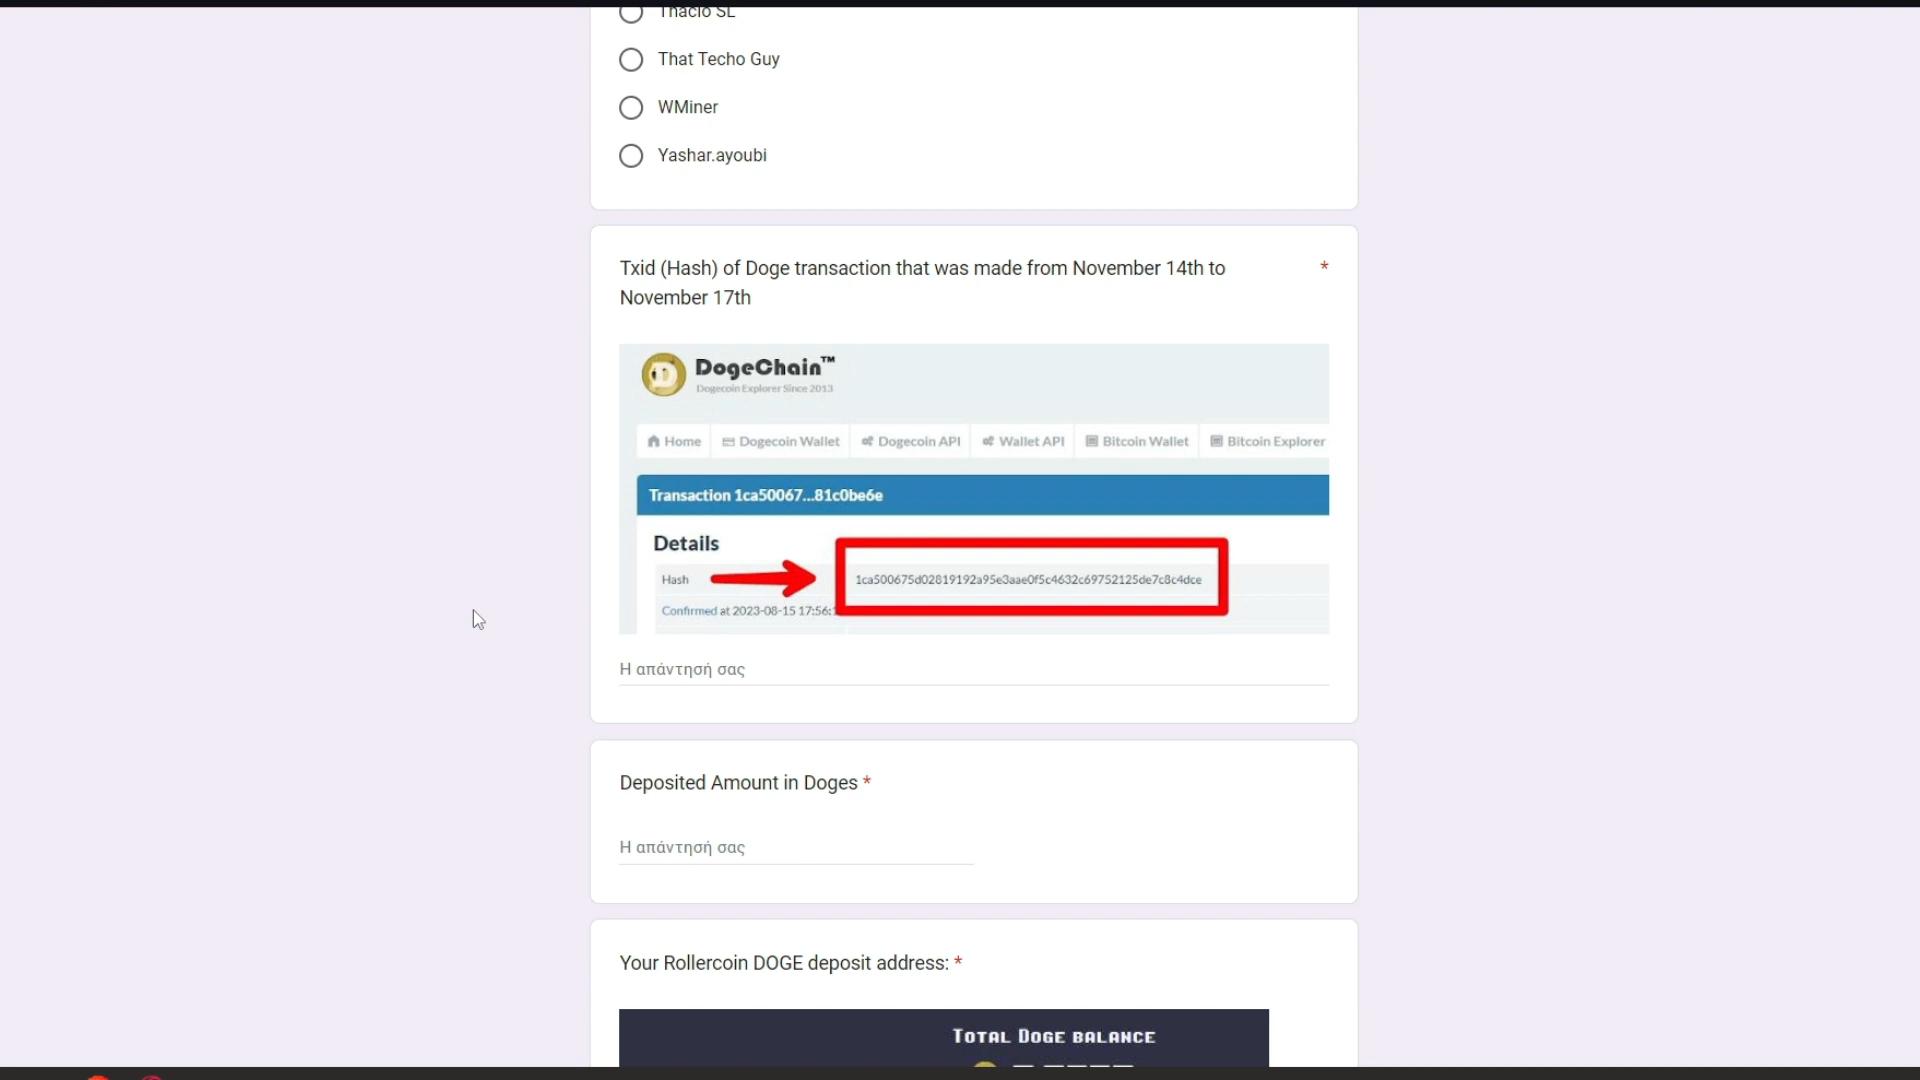 Thacio SL
That Techo Guy
WMiner
Yashar.ayoubi
Txid (Hash) of Doge transaction that was made from November 14th to *
November 17th
DogeChain™
Dogecoin Explorer Since 2013
Home Dogecoin Wallet Dogecoin API Wallet API Bitcoin Wallet Bitcoin Explorer
Transaction 1ca50067...81c0be6e
Details
Hash 1ca500675d02819192a95e3aae0f5c4632c69752125de7c8c4dce
Confirmed at 2023-08-15 17:56:
Η απάντησή σας
Deposited Amount in Doges *
Η απάντησή σας
Your Rollercoin DOGE deposit address: *
TOTAL DOGE BALANCE